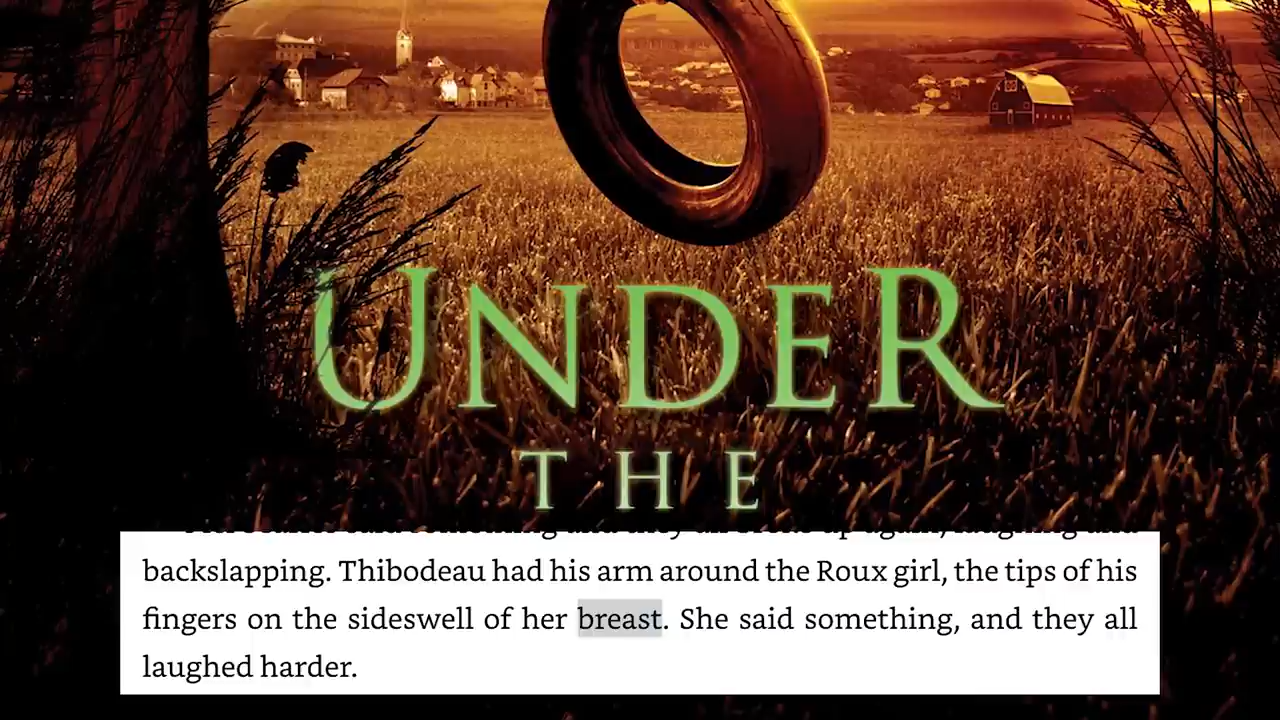 UNDER
THE
backslapping. Thibodeau had his arm around the Roux girl, the tips of his
fingers on the sideswell of her breast. She said something, and they all
laughed harder.